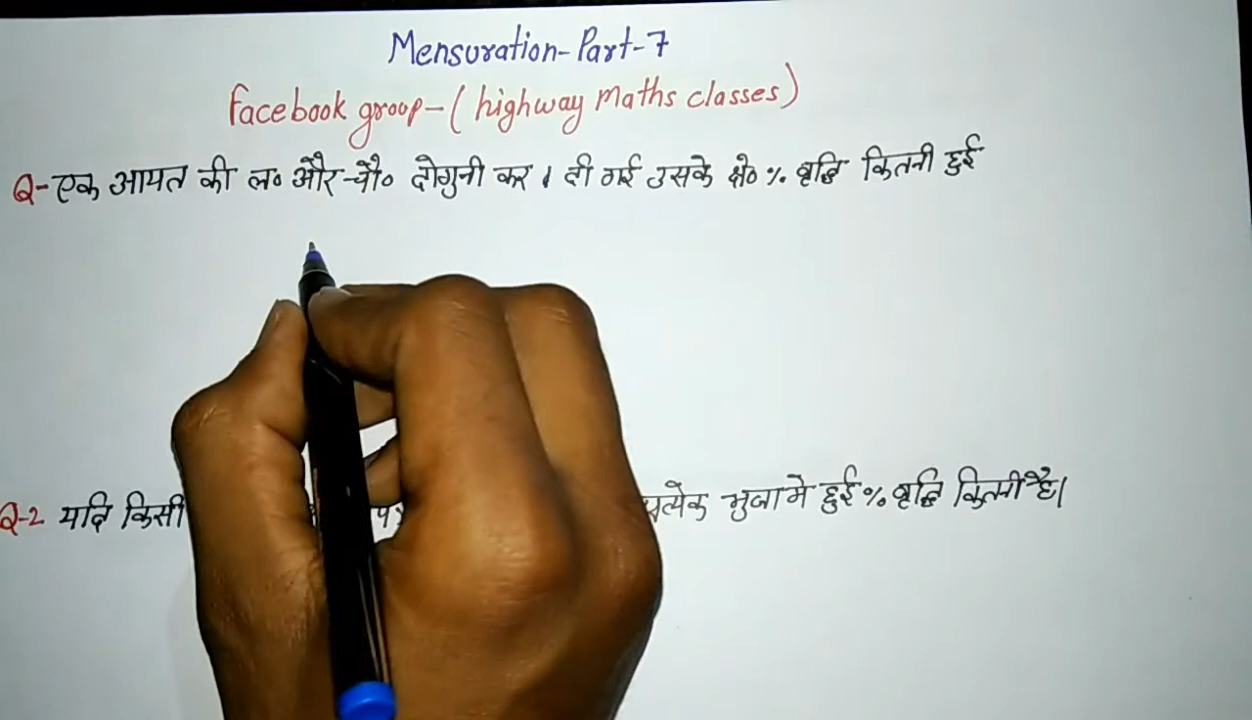 Mensuration-Part-7
Facebook group-(highway Maths classes)
Q-एक आयत की ल० और चौ० दोगुनी कर । दी गई उसके क्षे० % वृद्धि कितनी हुई
Q-2 यदि किसी प्रत्येक भुजा मे हुई % वृद्धि कितनी है।